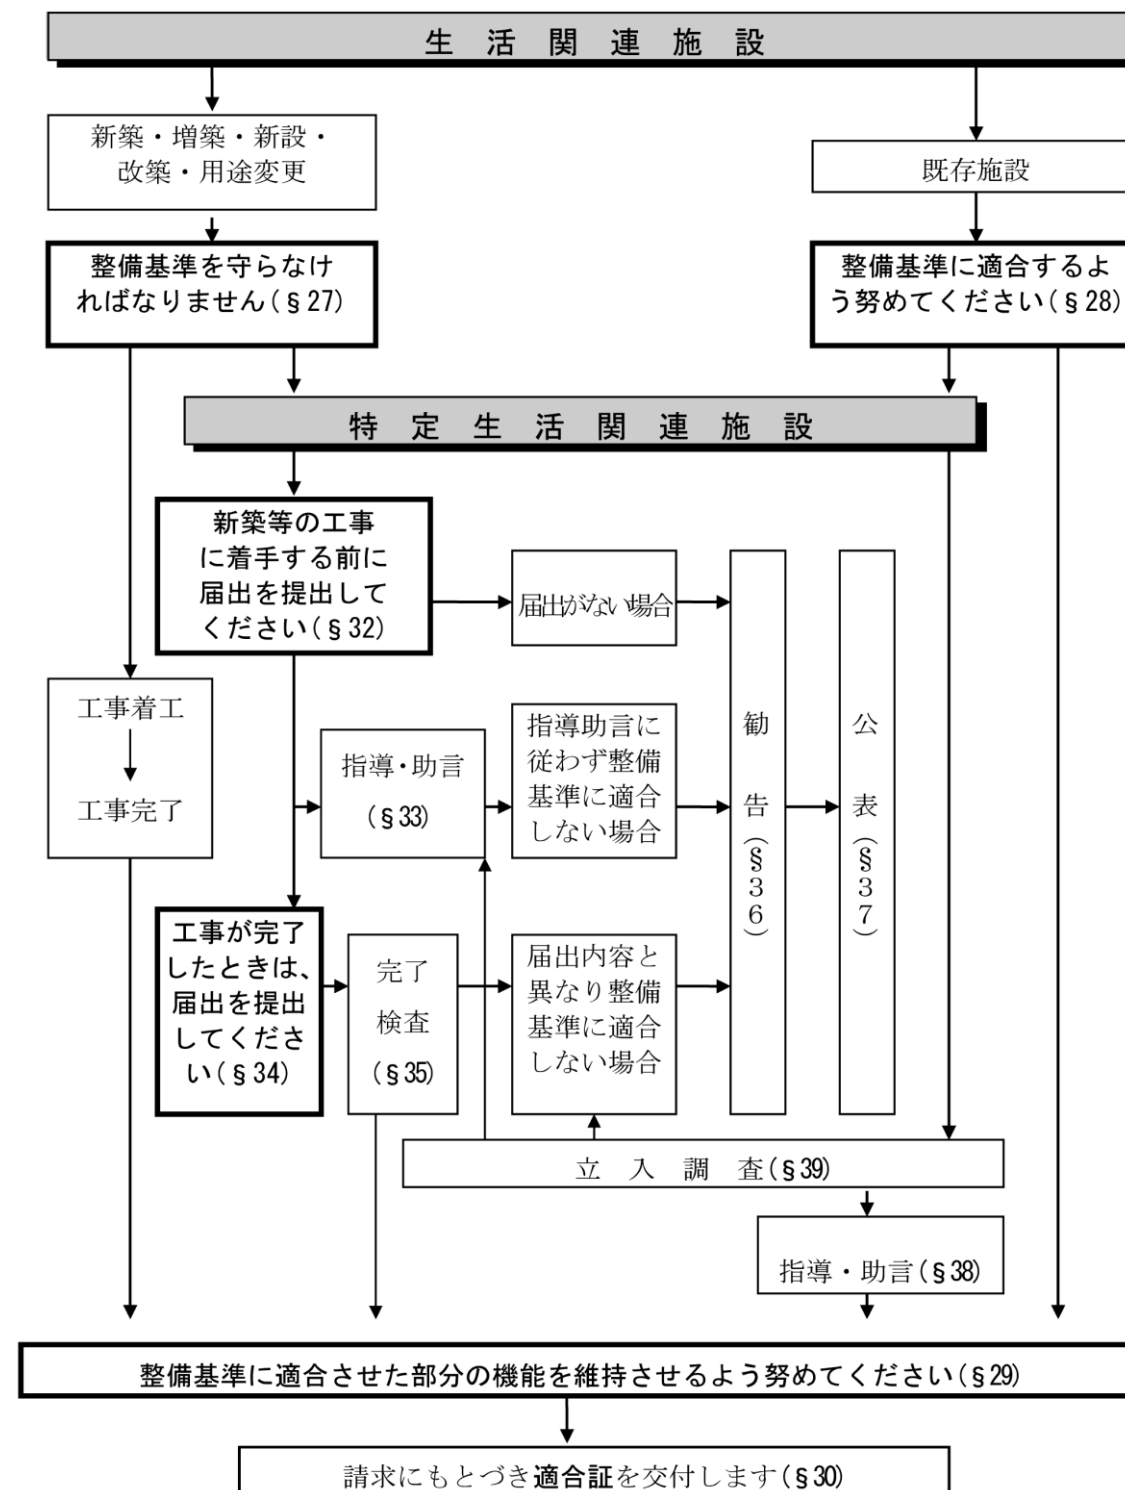 生活関連施設
新築・増築・新設・
改築・用途変更
既存施設
整備基準を守らなけ
ればなりません(§27)
整備基準に適合するよ
う努めてください(§28)
特定生活関連施設
新築等の工事
に着手する前に
届出を提出して
ください(§32)
届出がない場合
工事着工
工事完了
指導・助言
(§33)
指導助言に
従わず整備
基準に適合
しない場合
勧告(§36)
公表(§37)
工事が完了
したときは、
届出を提出
してくださ
い(§34)
完了
検査
(§35)
届出内容と
異なり整備
基準に適合
しない場合
立入調査(§39)
指導・助言(§38)
整備基準に適合させた部分の機能を維持させるよう努めてください(§29)
請求にもとづき適合証を交付します(§30)